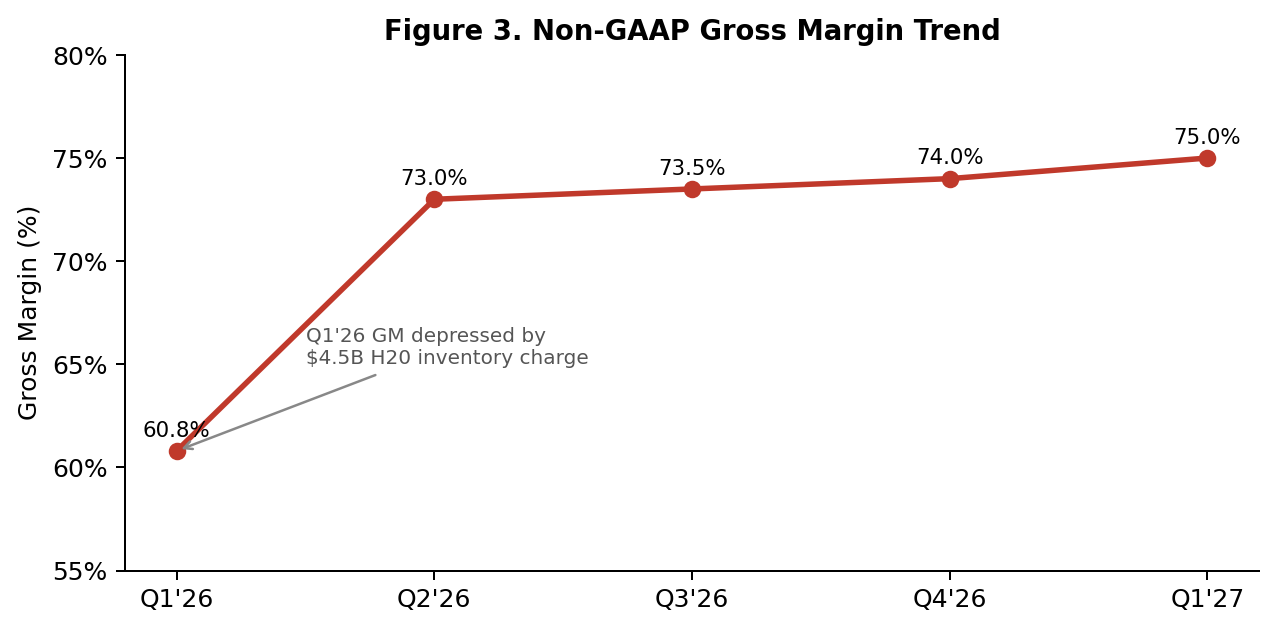 Figure 3. Non-GAAP Gross Margin Trend
80%
75%
70%
65%
60%
55%
Gross Margin (%)
60.8%
73.0%
73.5%
74.0%
75.0%
Q1'26 GM depressed by
$4.5B H20 inventory charge
Q1'26
Q2'26
Q3'26
Q4'26
Q1'27